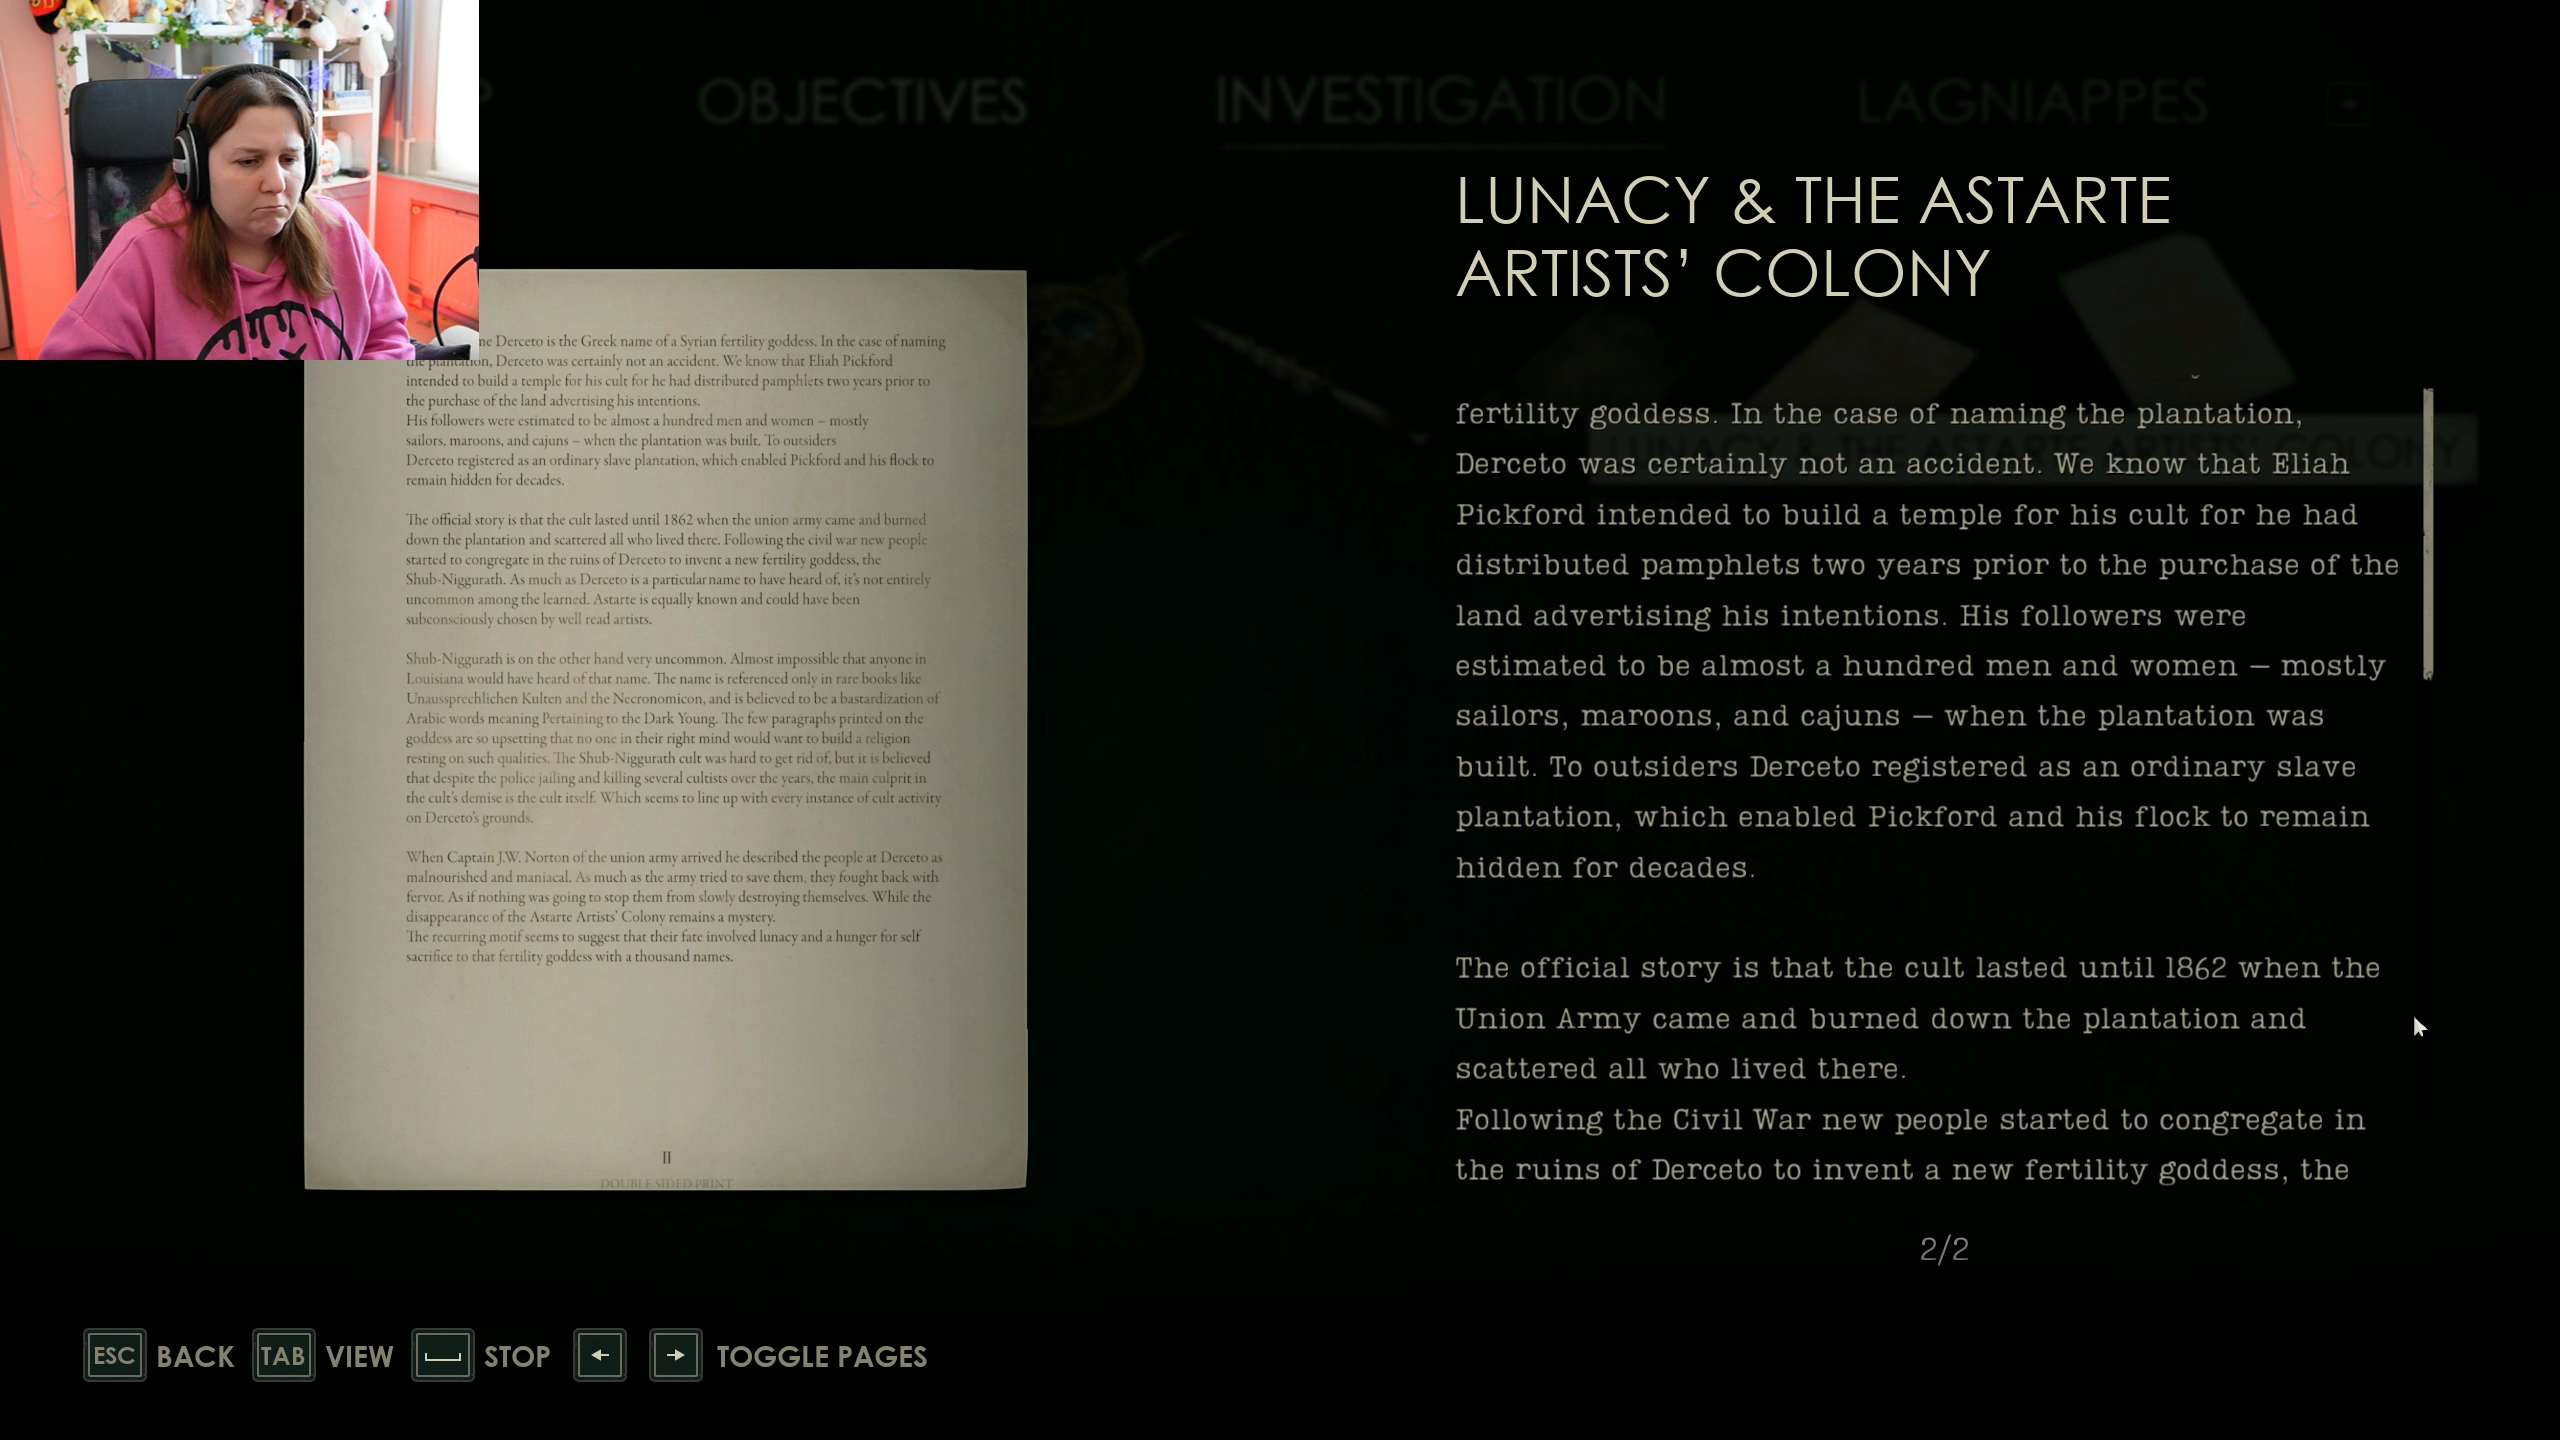 OBJECTIVES
INVESTIGATION
LAGNIAPPES
LUNACY & THE ASTARTE
ARTISTS’ COLONY
Derceto is the Greek name of a Syrian fertility goddess. In the case of naming
the plantation, Derceto was certainly not an accident. We know that Eliah Pickford
intended to build a temple for his cult for he had distributed pamphlets two years prior to
the purchase of the land advertising his intentions.
His followers were estimated to be almost a hundred men and women – mostly
sailors, maroons, and cajuns – when the plantation was built. To outsiders
Derceto registered as an ordinary slave plantation, which enabled Pickford and his flock to
remain hidden for decades.
The official story is that the cult lasted until 1862 when the union army came and burned
down the plantation and scattered all who lived there. Following the civil war new people
started to congregate in the ruins of Derceto to invent a new fertility goddess, the
Shub-Niggurath. As much as Derceto is a particular name to have heard of, it’s not entirely
uncommon among the learned. Astarte is equally known and could have been
subconsciously chosen by well read artists.
Shub-Niggurath is on the other hand very uncommon. Almost impossible that anyone in
Louisiana would have heard of that name. The name is referenced only in rare books like
Unaussprechlichen Kulten and the Necronomicon, and is believed to be a bastardization of
Arabic words meaning Pertaining to the Dark Young. The few paragraphs printed on the
goddess are so upsetting that no one in their right mind would want to build a religion
resting on such qualities. The Shub-Niggurath cult was hard to get rid of, but it is believed
that despite the police jailing and killing several cultists over the years, the main culprit in
the cult’s demise is the cult itself. Which seems to line up with every instance of cult activity
on Derceto’s grounds.
When Captain J.W. Norton of the union army arrived he described the people at Derceto as
malnourished and maniacal. As much as the army tried to save them, they fought back with
fervor. As if nothing was going to stop them from slowly destroying themselves. While the
disappearance of the Astarte Artists’ Colony remains a mystery.
The recurring motif seems to suggest that their fate involved lunacy and a hunger for self
sacrifice to that fertility goddess with a thousand names.
II
DOUBLE SIDED PRINT
fertility goddess. In the case of naming the plantation,
Derceto was certainly not an accident. We know that Eliah
Pickford intended to build a temple for his cult for he had
distributed pamphlets two years prior to the purchase of the
land advertising his intentions. His followers were
estimated to be almost a hundred men and women – mostly
sailors, maroons, and cajuns – when the plantation was
built. To outsiders Derceto registered as an ordinary slave
plantation, which enabled Pickford and his flock to remain
hidden for decades.
The official story is that the cult lasted until 1862 when the
Union Army came and burned down the plantation and
scattered all who lived there.
Following the Civil War new people started to congregate in
the ruins of Derceto to invent a new fertility goddess, the
2/2
ESC BACK TAB VIEW STOP TOGGLE PAGES